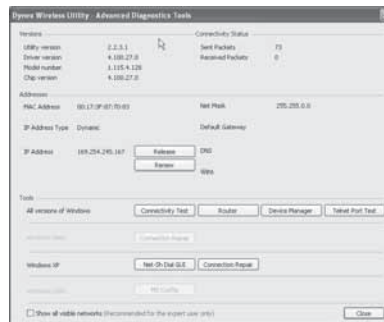 Dynex Wireless Utility - Advanced Diagnostics Tools
Versions
Connectivity Status
Utility version 2.2.3.1
Sent Packets 73
Driver version 4.100.27.0
Received Packets 0
Model number 1.115.4.126
Chip version 4.100.27.0
Addresses
MAC Address 00:17:3F:07:70:83
Net Mask 255.255.0.0
IP Address Type Dynamic
Default Gateway
IP Address 169.254.245.167 Release
DNS
Renew
Wins
Tools
All versions of Windows Connectivity Test Router Device Manager Telnet Port Test
Connection Repair
Windows XP Net Sh Dial GUI Connection Repair
Show all visible networks (Recommended for the expert user only) Close